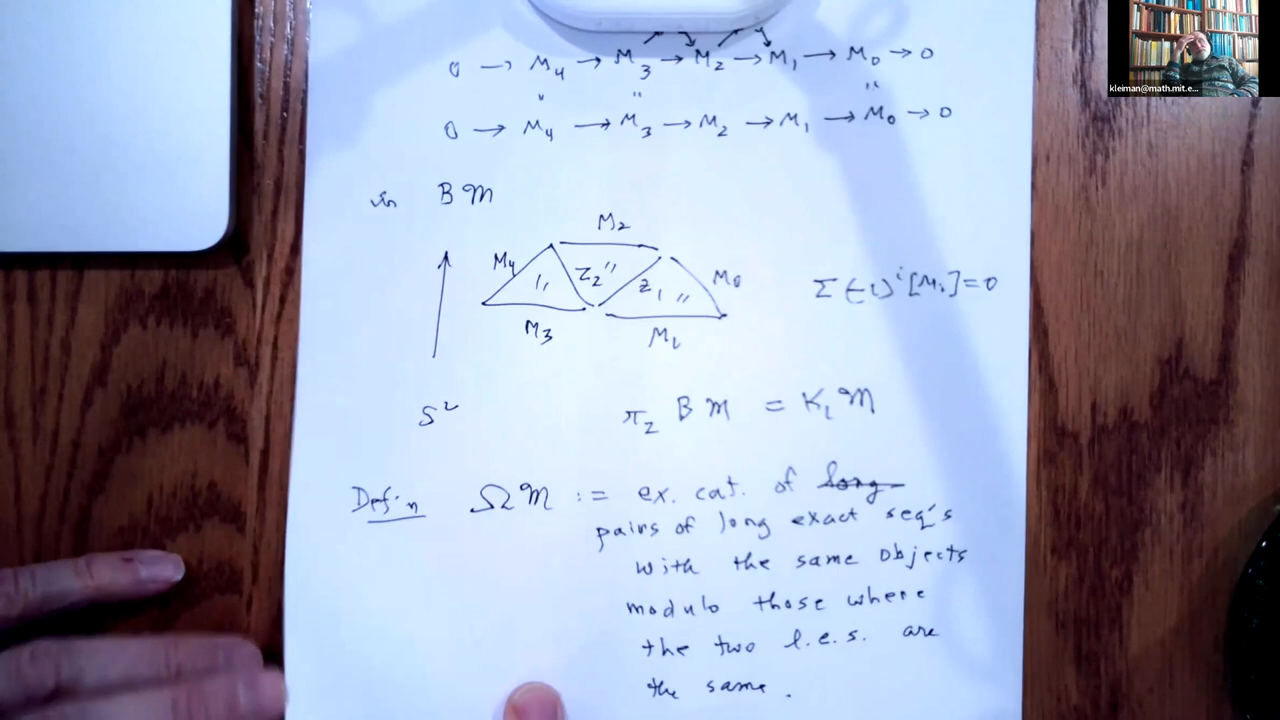 0 → M₄ → M₃ → M₂ → M₁ → M₀ → 0
0 → M₄ → M₃ → M₂ → M₁ → M₀ → 0
in B𝔐
M₂
M₄ Z₂ Z₁ M₀ Σ(-1)ⁱ[Mᵢ]=0
M₃ M₁
S² π₂ B𝔐 = K₁𝔐
Def'n Ω𝔐 := ex. cat. of long
pairs of long exact seq's
with the same objects
modulo those where
the two l.e.s. are
the same.
kleiman@math.mit.e...